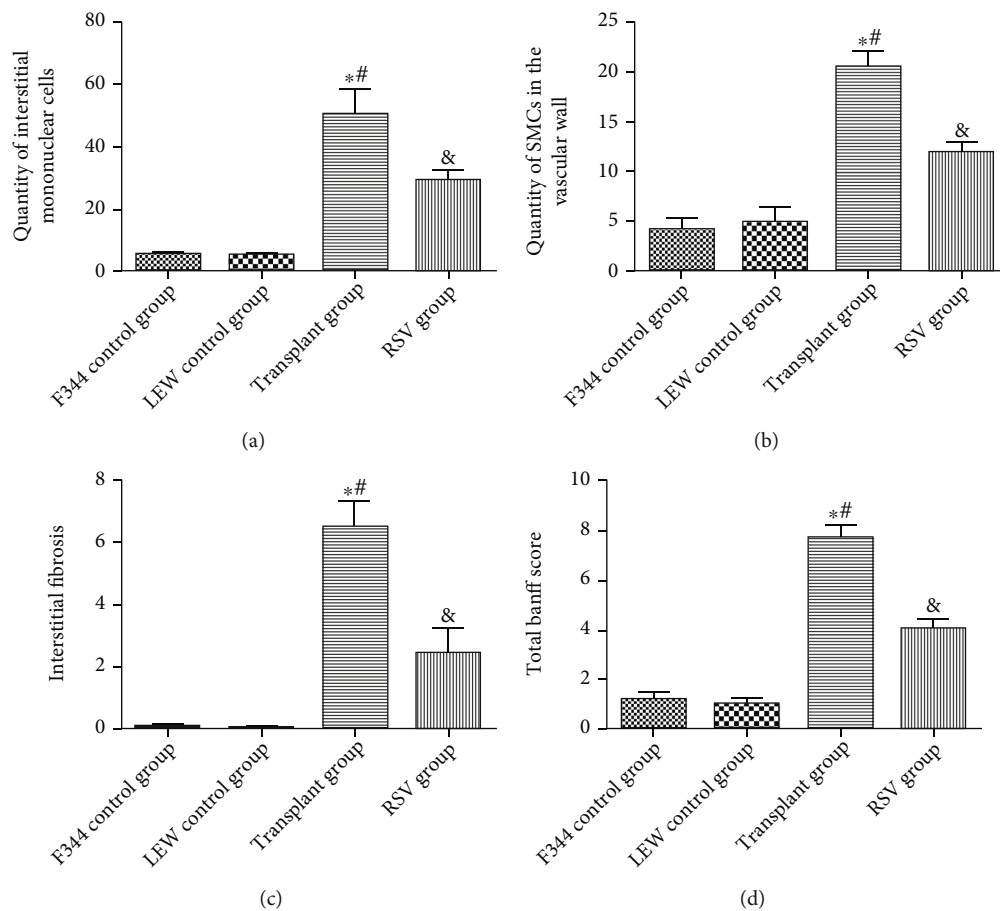 80
60
40
20
0
Quantity of interstitial
mononuclear cells
*#
&
F344 control group
LEW control group
Transplant group
RSV group
(a)
25
20
15
10
5
0
Quantity of SMCs in the
vascular wall
*#
&
F344 control group
LEW control group
Transplant group
RSV group
(b)
8
6
4
2
0
Interstitial fibrosis
*#
&
F344 control group
LEW control group
Transplant group
RSV group
(c)
10
8
6
4
2
0
Total banff score
*#
&
F344 control group
LEW control group
Transplant group
RSV group
(d)